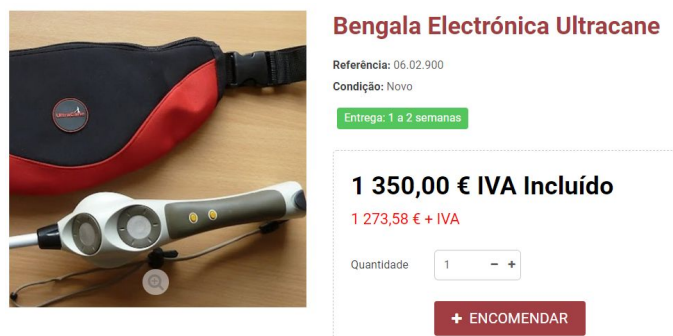 Bengala Electrónica Ultracane
Referência: 06.02.900
Condição: Novo
Entrega: 1 a 2 semanas
1 350,00 € IVA Incluído
1 273,58 € + IVA
Quantidade 1 − +
+ ENCOMENDAR
ultracane